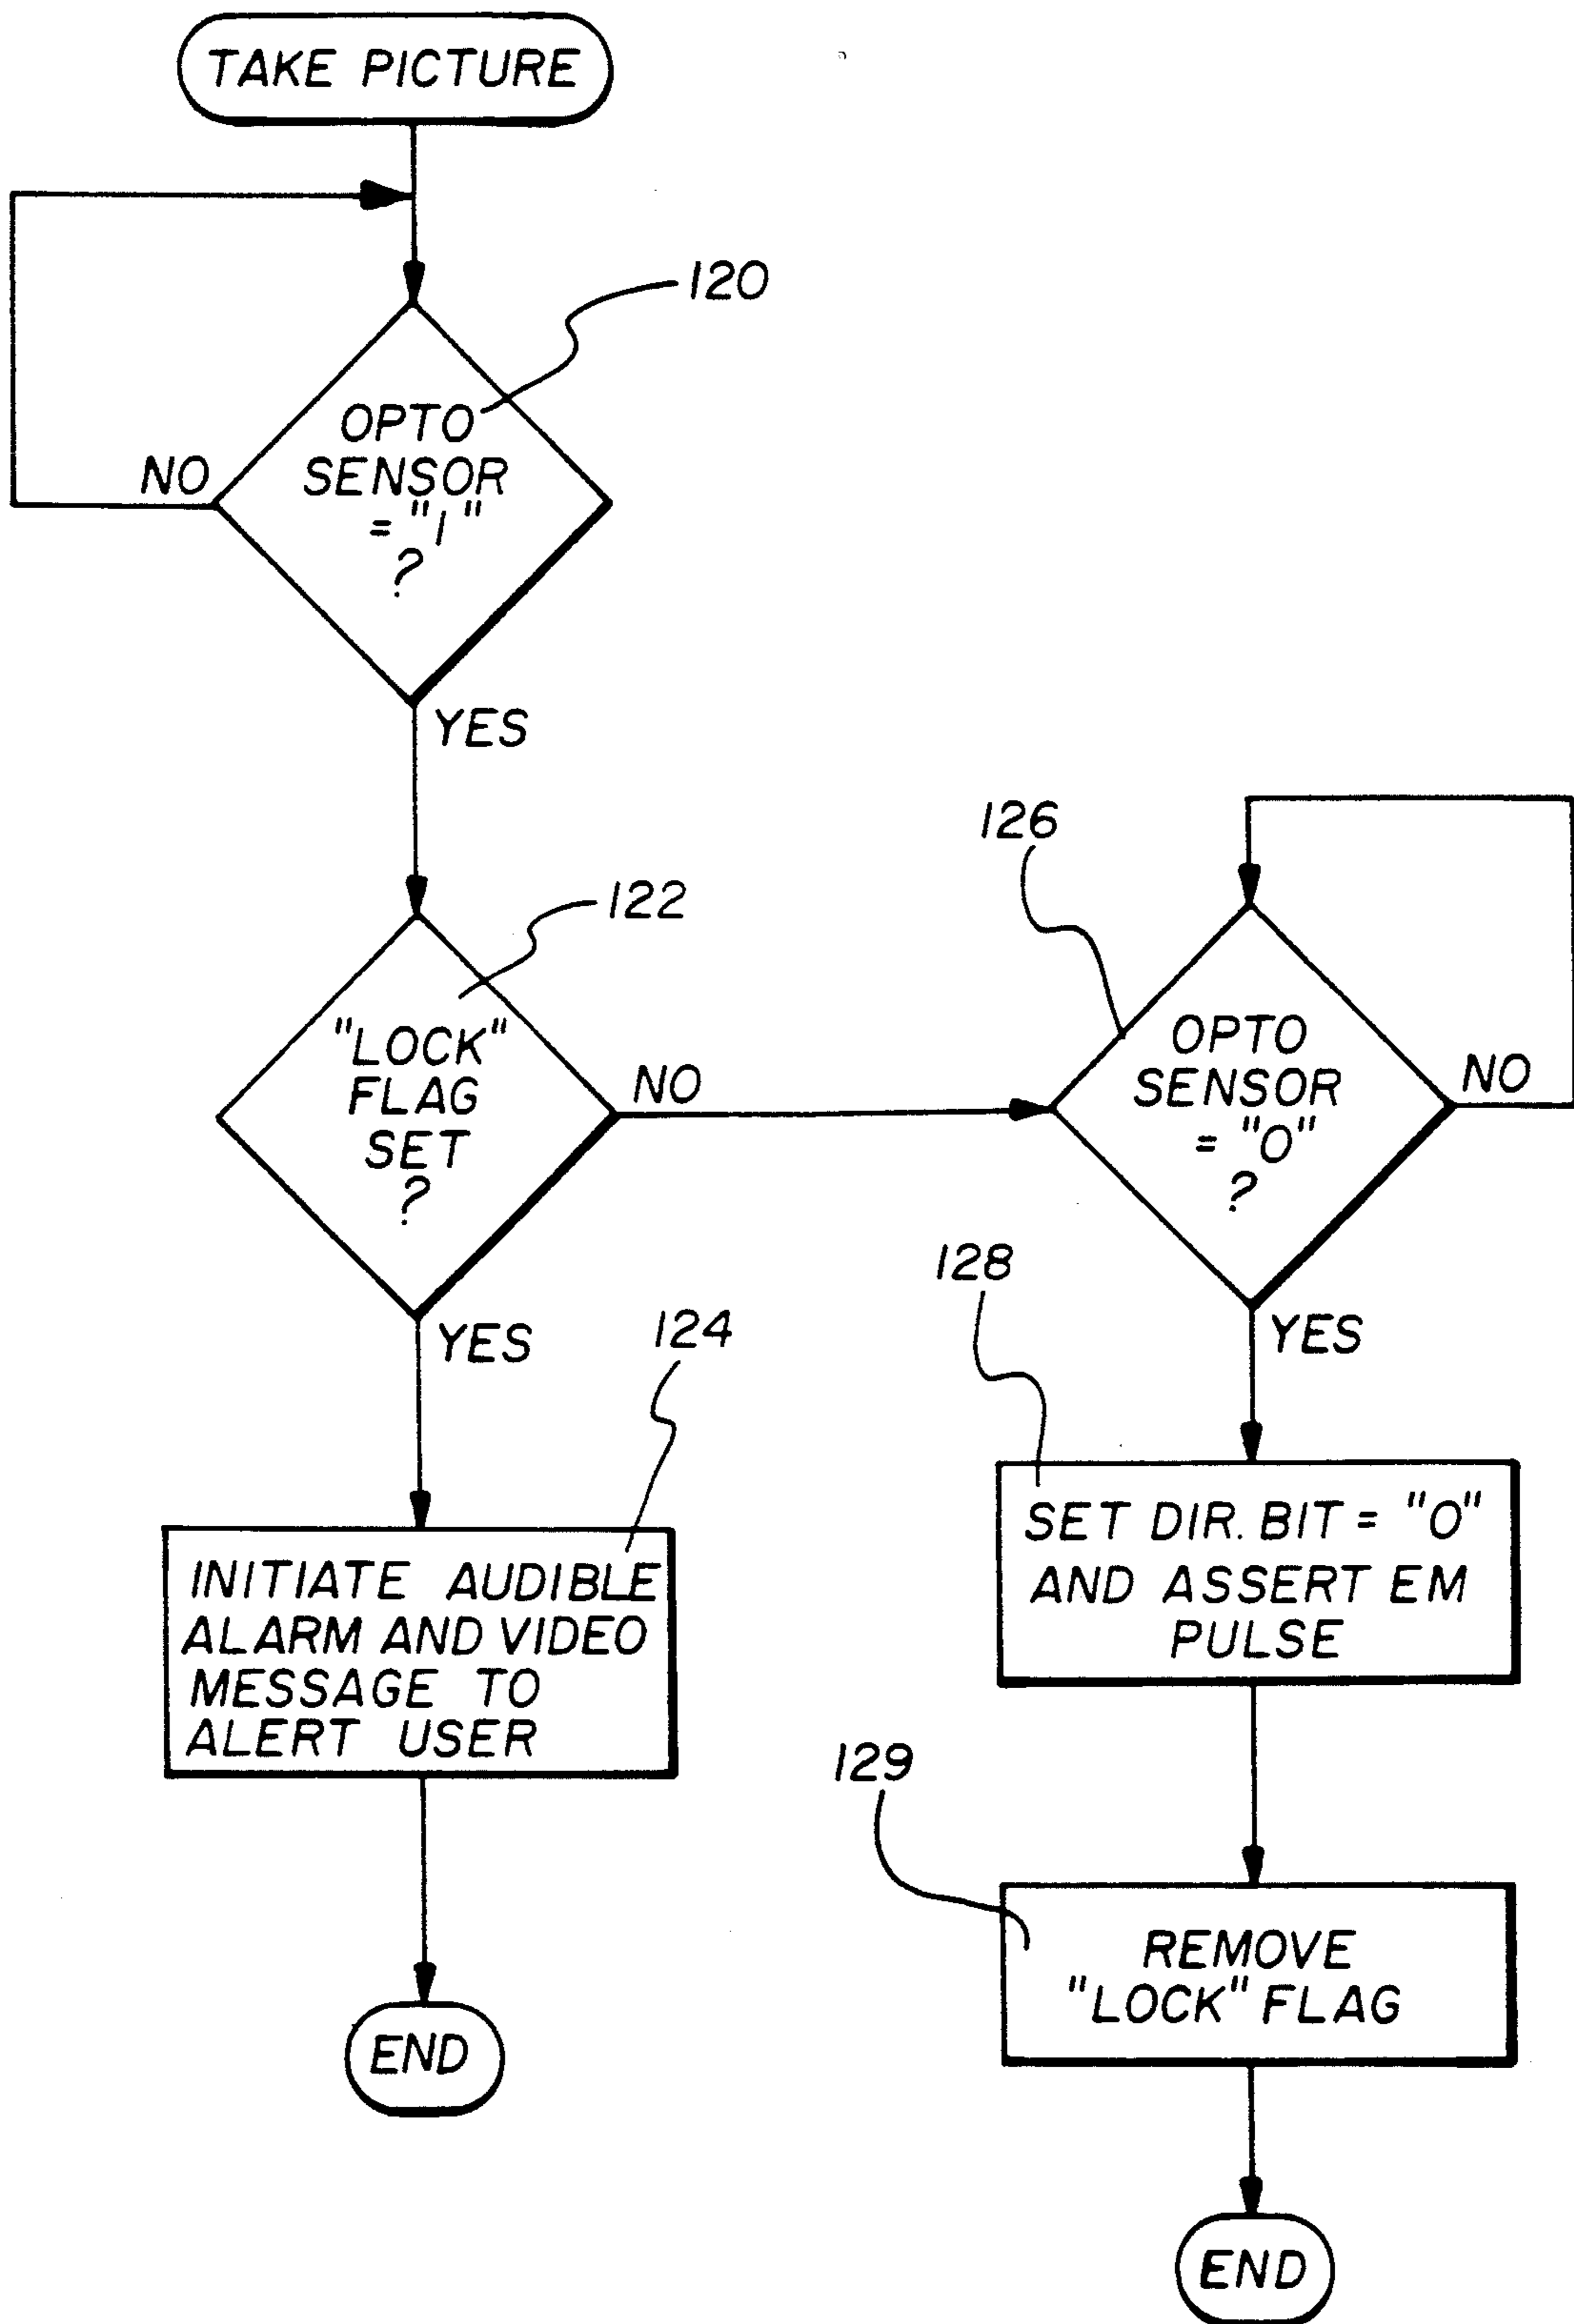 TAKE PICTURE
120
OPTO
SENSOR
= "1"
?
NO
YES
122
"LOCK"
FLAG
SET
?
NO
YES
126
OPTO
SENSOR
= "0"
?
NO
YES
124
INITIATE AUDIBLE
ALARM AND VIDEO
MESSAGE TO
ALERT USER
END
128
SET DIR. BIT = "0"
AND ASSERT EM
PULSE
129
REMOVE
"LOCK" FLAG
END